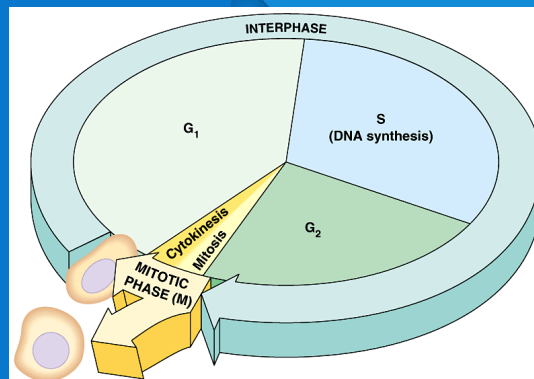 INTERPHASE
G₁
S
(DNA synthesis)
Cytokinesis
Mitosis
G₂
MITOTIC
PHASE (M)